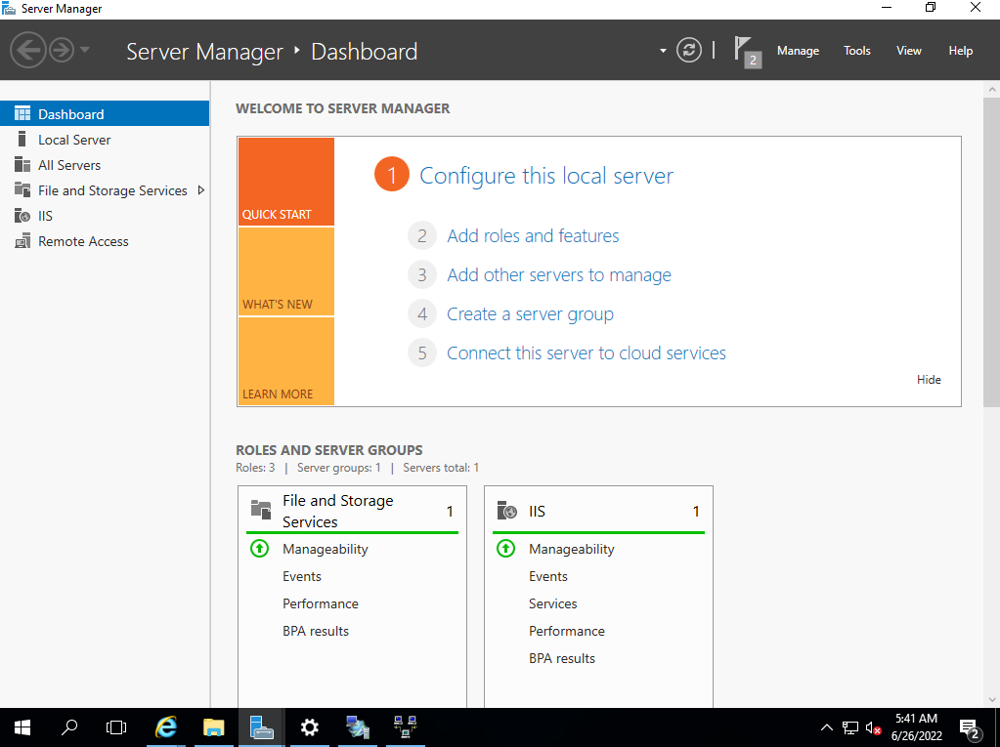 Server Manager
Server Manager ‣ Dashboard
2
Manage
Tools
View
Help
Dashboard
Local Server
All Servers
File and Storage Services
IIS
Remote Access
WELCOME TO SERVER MANAGER
QUICK START
WHAT'S NEW
LEARN MORE
1 Configure this local server
2 Add roles and features
3 Add other servers to manage
4 Create a server group
5 Connect this server to cloud services
Hide
ROLES AND SERVER GROUPS
Roles: 3 | Server groups: 1 | Servers total: 1
File and Storage
Services
1
Manageability
Events
Performance
BPA results
IIS
1
Manageability
Events
Services
Performance
BPA results
5:41 AM
6/26/2022
2